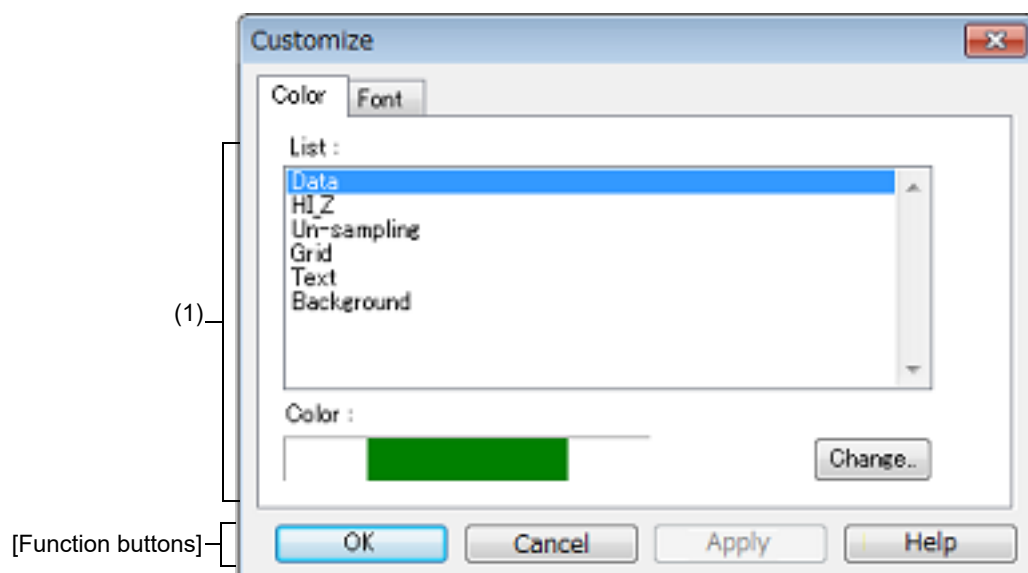 Customize
Color Font
List :
Data
HI_Z
Un-sampling
Grid
Text
Background
(1)
Color :
Change..
[Function buttons]
OK Cancel Apply Help